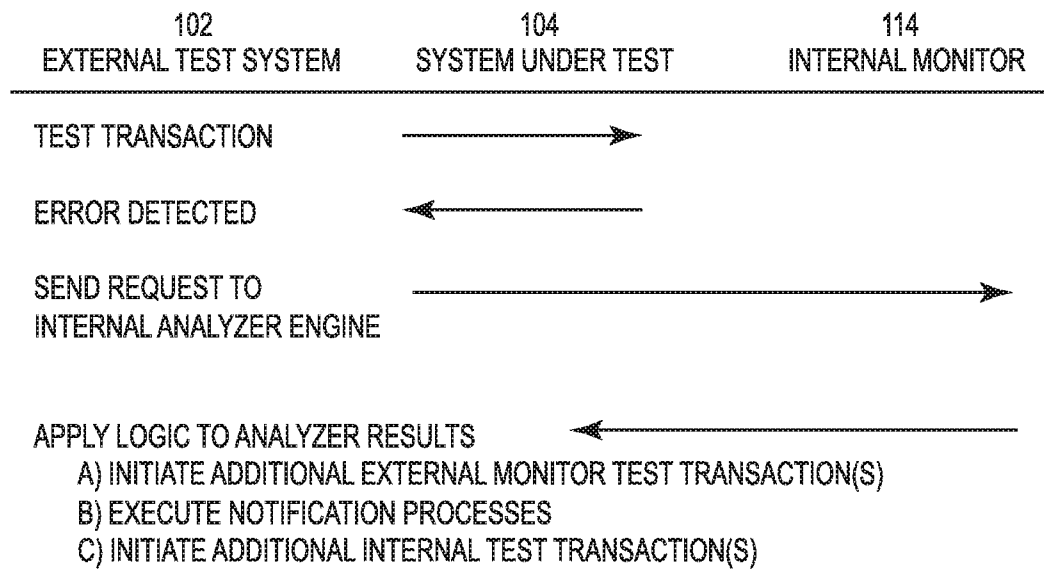 102 104 114
EXTERNAL TEST SYSTEM SYSTEM UNDER TEST INTERNAL MONITOR
TEST TRANSACTION
ERROR DETECTED
SEND REQUEST TO
INTERNAL ANALYZER ENGINE
APPLY LOGIC TO ANALYZER RESULTS
A) INITIATE ADDITIONAL EXTERNAL MONITOR TEST TRANSACTION(S)
B) EXECUTE NOTIFICATION PROCESSES
C) INITIATE ADDITIONAL INTERNAL TEST TRANSACTION(S)